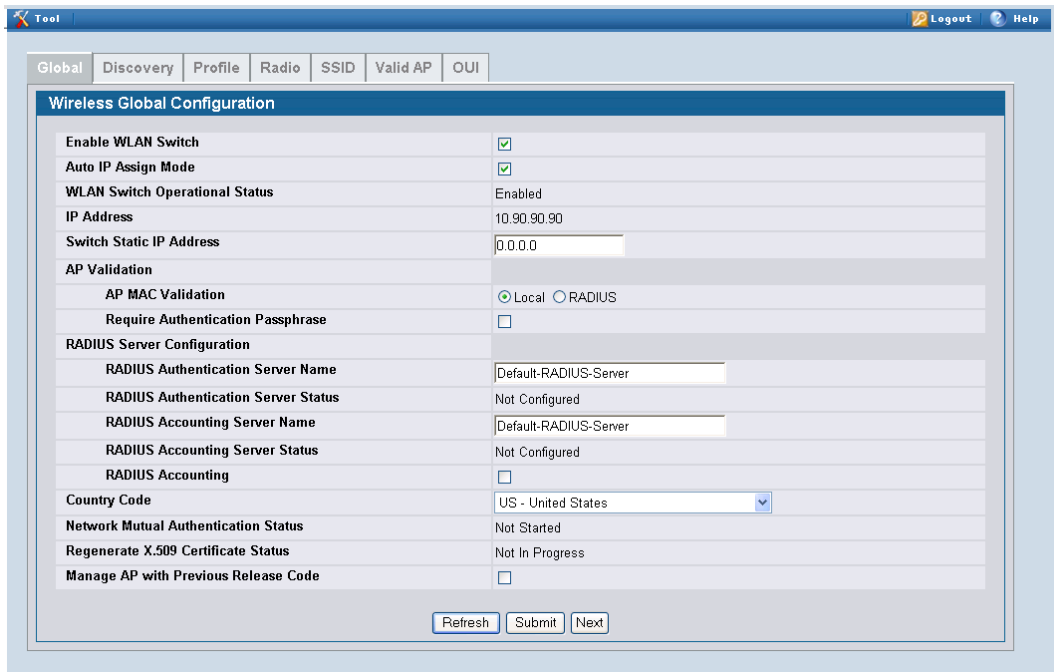 Tool Logout Help
Global Discovery Profile Radio SSID Valid AP OUI
Wireless Global Configuration
Enable WLAN Switch
Auto IP Assign Mode
WLAN Switch Operational Status Enabled
IP Address 10.90.90.90
Switch Static IP Address 0.0.0.0
AP Validation
AP MAC Validation Local RADIUS
Require Authentication Passphrase
RADIUS Server Configuration
RADIUS Authentication Server Name Default-RADIUS-Server
RADIUS Authentication Server Status Not Configured
RADIUS Accounting Server Name Default-RADIUS-Server
RADIUS Accounting Server Status Not Configured
RADIUS Accounting
Country Code US - United States
Network Mutual Authentication Status Not Started
Regenerate X.509 Certificate Status Not In Progress
Manage AP with Previous Release Code
Refresh Submit Next